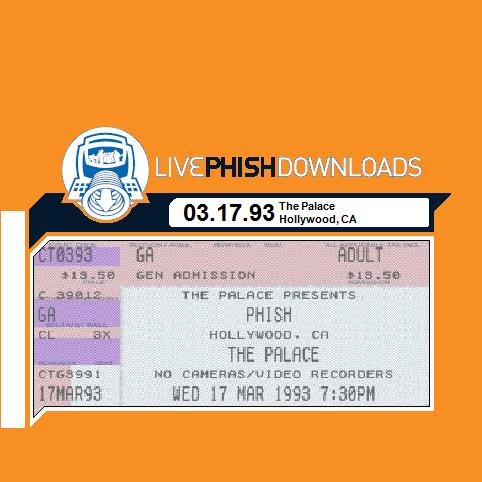 LIVEPHISHDOWNLOADS
03.17.93 The Palace
Hollywood, CA
CT0393 GA ADULT
$13.50 GEN ADMISSION $13.50
C 39012 THE PALACE PRESENTS
GA PHISH
CL 8X HOLLYWOOD, CA
THE PALACE
CTG3991 NO CAMERAS/VIDEO RECORDERS
17MAR93 WED 17 MAR 1993 7:30PM